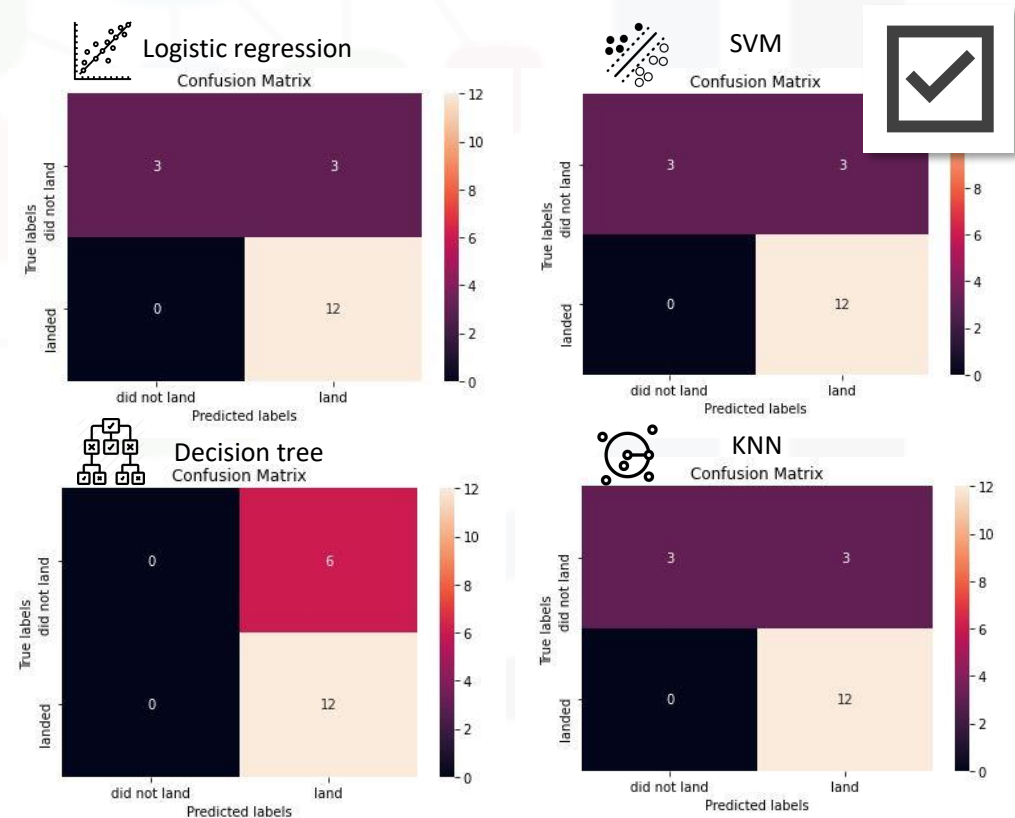 Logistic regression
Confusion Matrix
3 3
0 12
True labels
did not land
landed
did not land land
Predicted labels
12
10
8
6
4
2
0
SVM
Confusion Matrix
3 3
0 12
True labels
did not land
landed
did not land land
Predicted labels
8
6
4
2
0
Decision tree
Confusion Matrix
0 6
0 12
True labels
did not land
landed
did not land land
Predicted labels
12
10
8
6
4
2
0
KNN
Confusion Matrix
3 3
0 12
True labels
did not land
landed
did not land land
Predicted labels
12
10
8
6
4
2
0